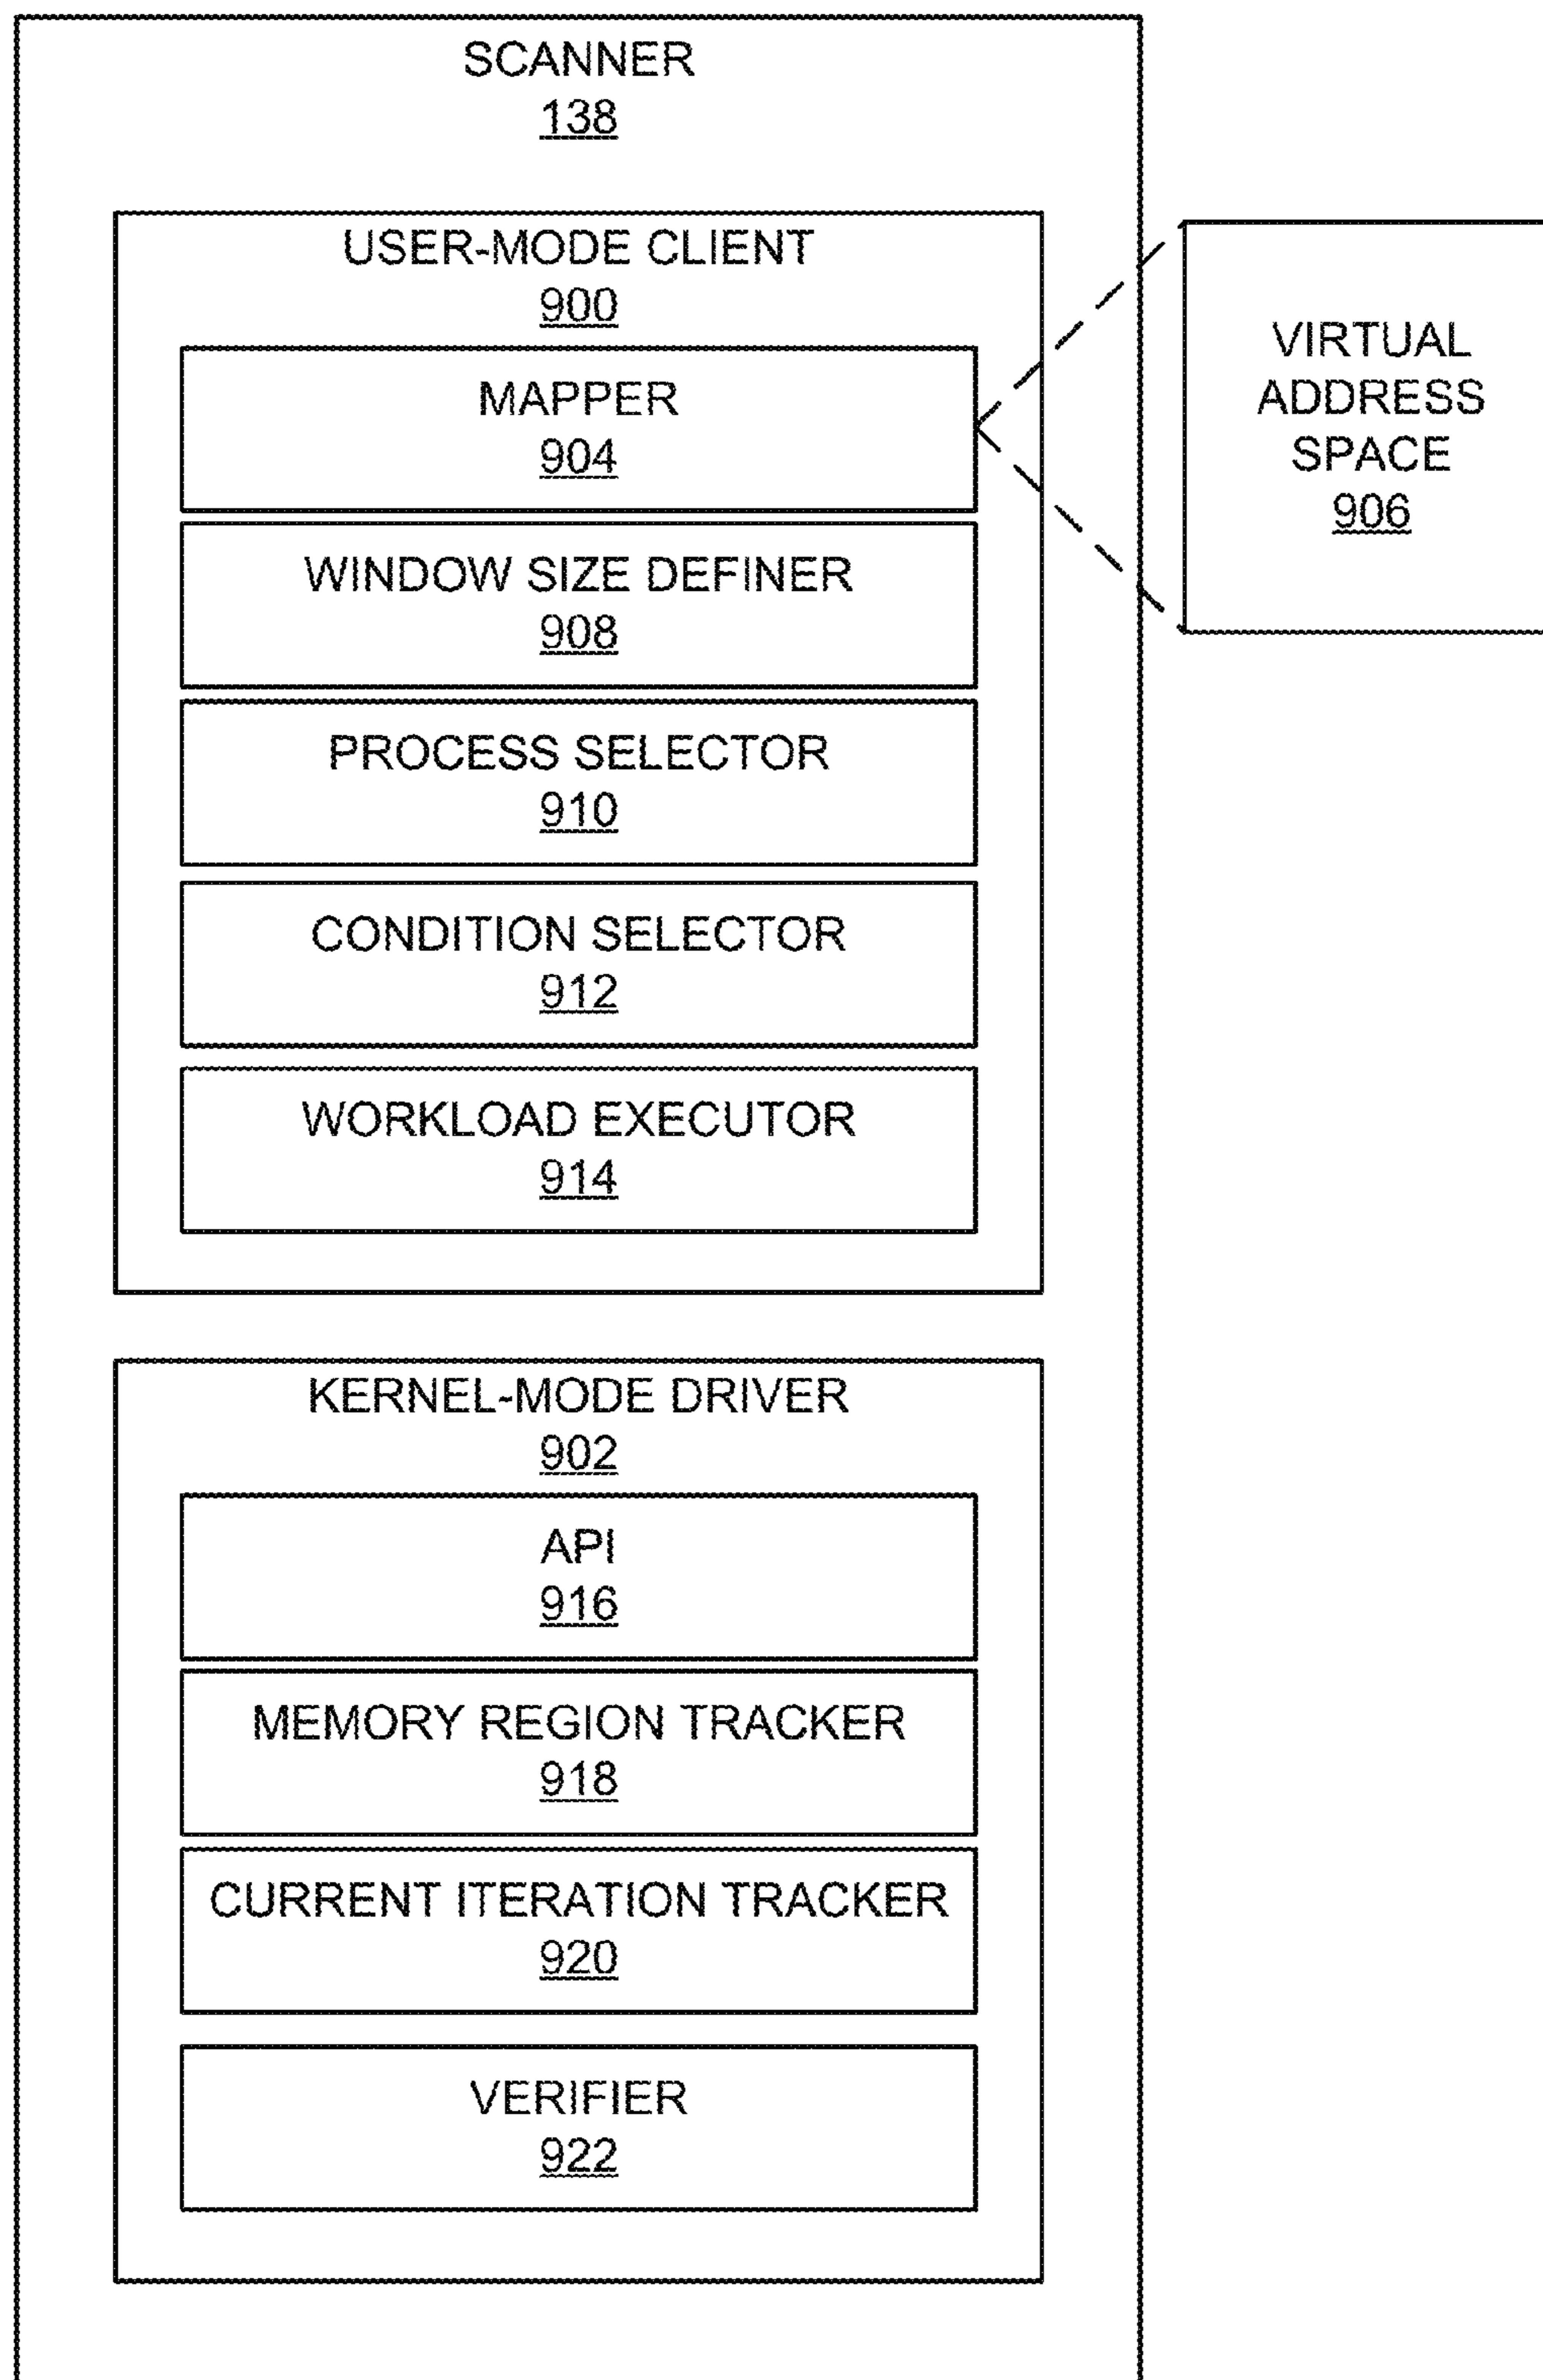 SCANNER
138
USER-MODE CLIENT
900
MAPPER
904
VIRTUAL
ADDRESS
SPACE
906
WINDOW SIZE DEFINER
908
PROCESS SELECTOR
910
CONDITION SELECTOR
912
WORKLOAD EXECUTOR
914
KERNEL-MODE DRIVER
902
API
916
MEMORY REGION TRACKER
918
CURRENT ITERATION TRACKER
920
VERIFIER
922